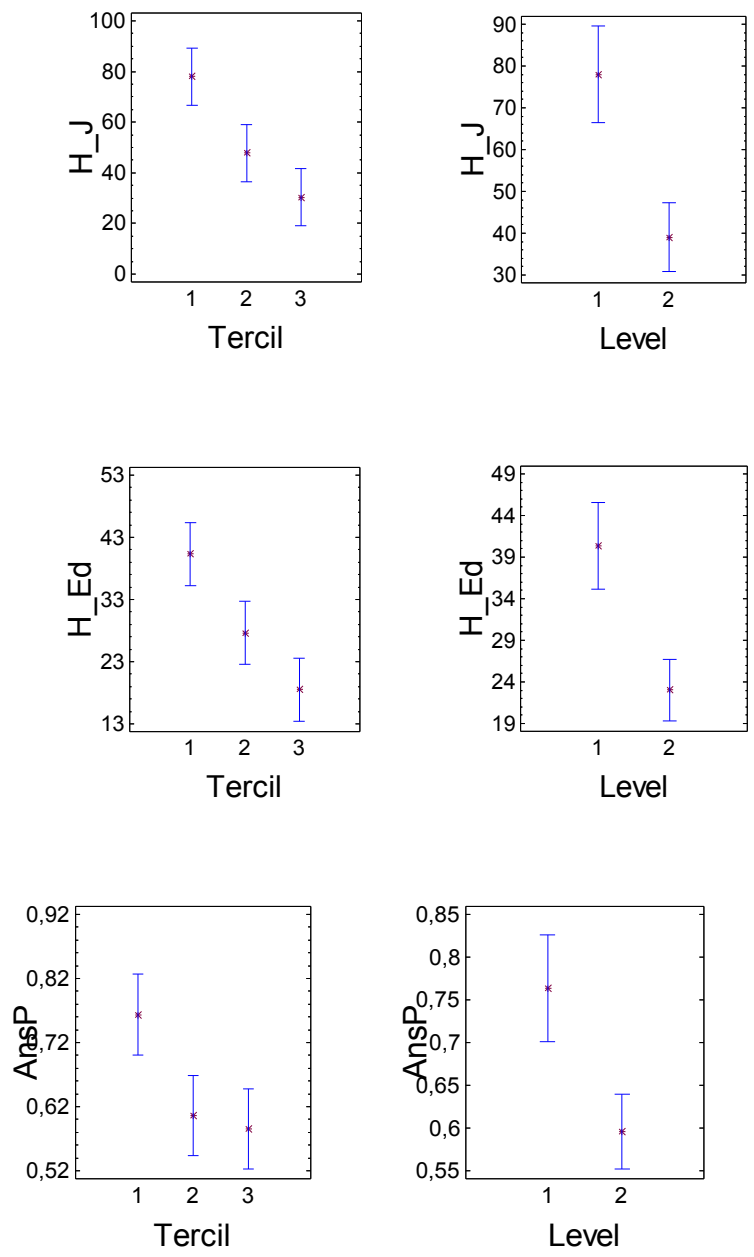 100
80
60
40
20
0
H_J
1 2 3
Tercil
90
80
70
60
50
40
30
H_J
1 2
Level
53
43
33
23
13
H_Ed
1 2 3
Tercil
49
44
39
34
29
24
19
H_Ed
1 2
Level
0,92
0,82
0,72
0,62
0,52
AnsP
1 2 3
Tercil
0,85
0,8
0,75
0,7
0,65
0,6
0,55
AnsP
1 2
Level